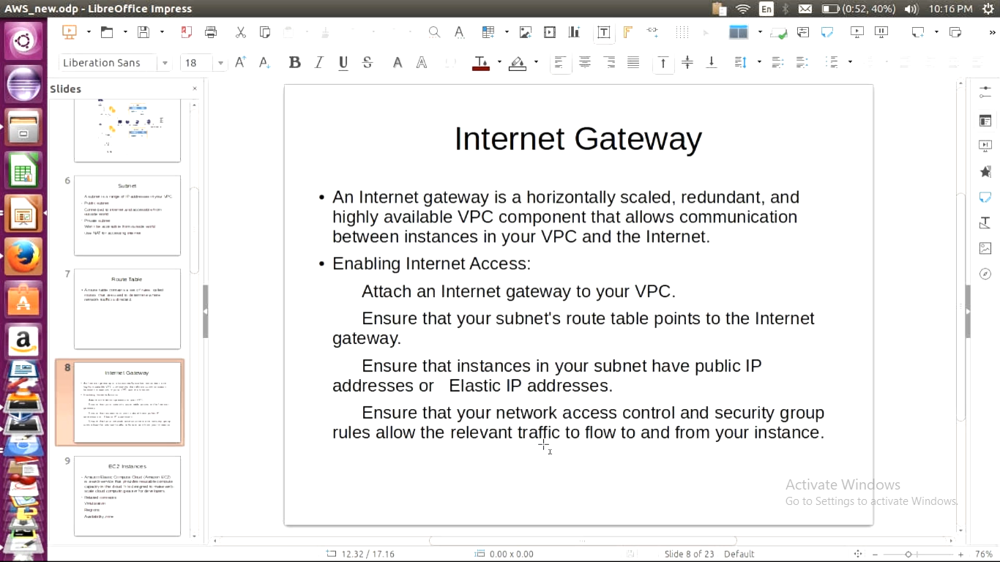 AWS_new.odp - LibreOffice Impress
En
(0:52, 40%)
10:16 PM
Liberation Sans
18
Slides
6
Subnet
A subnet is a range of IP addresses in your VPC
Public subnet
Connected to internet and accessible from
outside world
Private subnet
Won't be accessible from outside world
Use NAT for accessing internet
7
Route Table
A route table contains a set of rules, called
routes, that are used to determine where
network traffic is directed.
8
Internet Gateway
9
EC2 Instances
Amazon Elastic Compute Cloud (Amazon EC2)
is a web service that provides resizable compute
capacity in the cloud. It is designed to make web-
scale cloud computing easier for developers.
Related concepts
Virtualization
Regions
Availability zone
Internet Gateway
• An Internet gateway is a horizontally scaled, redundant, and
highly available VPC component that allows communication
between instances in your VPC and the Internet.
• Enabling Internet Access:
Attach an Internet gateway to your VPC.
Ensure that your subnet's route table points to the Internet
gateway.
Ensure that instances in your subnet have public IP
addresses or Elastic IP addresses.
Ensure that your network access control and security group
rules allow the relevant traffic to flow to and from your instance.
Activate Windows
Go to Settings to activate Windows.
12.32 / 17.16
0.00 x 0.00
Slide 8 of 23
Default
76%